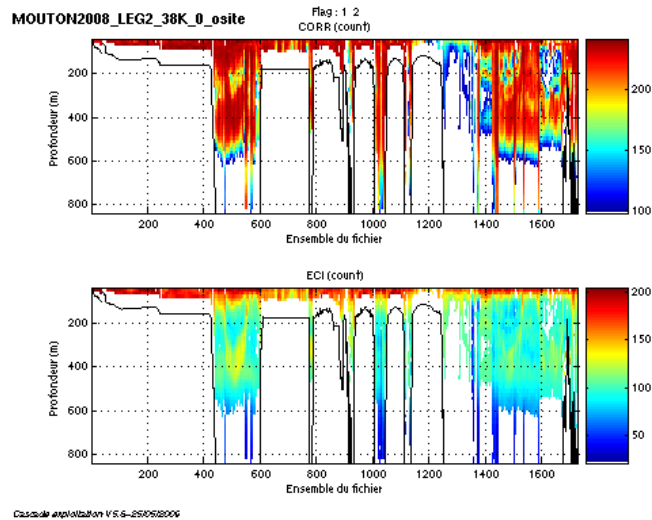 MOUTON2008_LEG2_38K_0_osite
Flag : 1 2
CORR (count)
Profondeur (m)
200
400
600
800
200 400 600 800 1000 1200 1400 1600
Ensemble du fichier
200
150
100
ECI (count)
Profondeur (m)
200
400
600
800
200 400 600 800 1000 1200 1400 1600
Ensemble du fichier
200
150
100
50
Cascade exploitation V5.6-25/05/2009